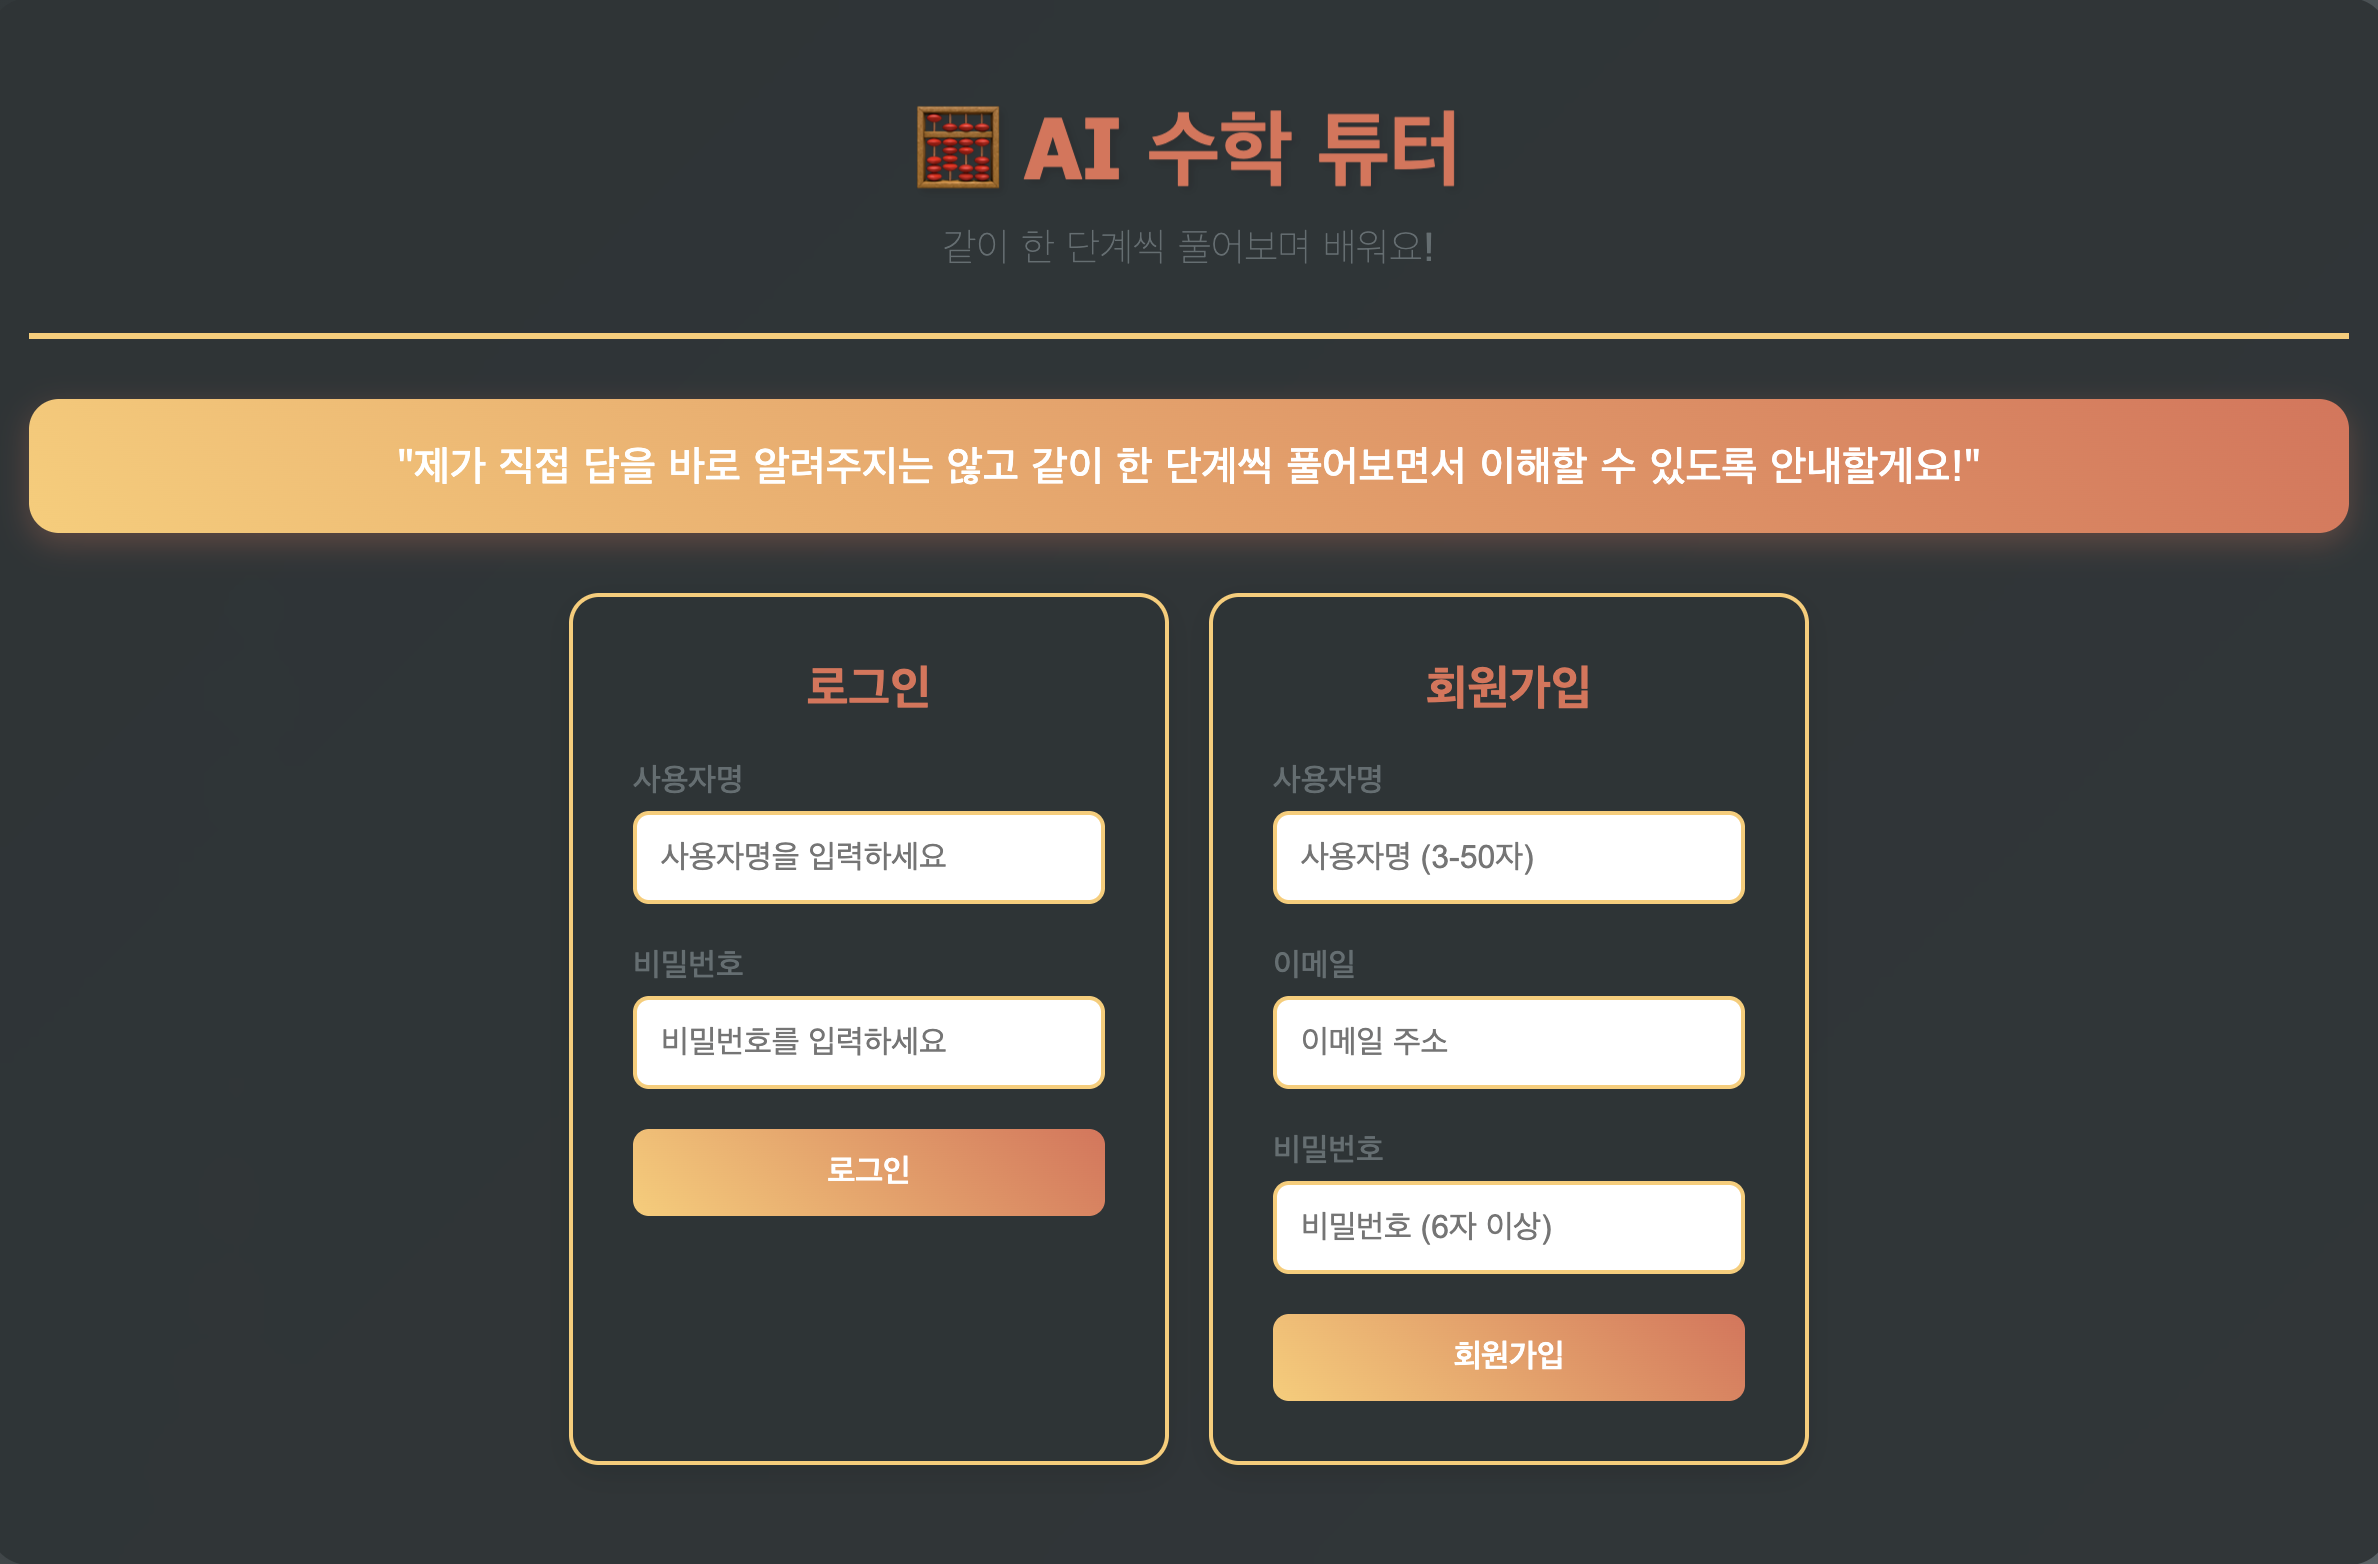 AI 수학 튜터
같이 한 단계씩 풀어보며 배워요!
"제가 직접 답을 바로 알려주지는 않고 같이 한 단계씩 풀어보면서 이해할 수 있도록 안내할게요!"
로그인
사용자명
사용자명을 입력하세요
비밀번호
비밀번호를 입력하세요
로그인
회원가입
사용자명
사용자명 (3-50자)
이메일
이메일 주소
비밀번호
비밀번호 (6자 이상)
회원가입